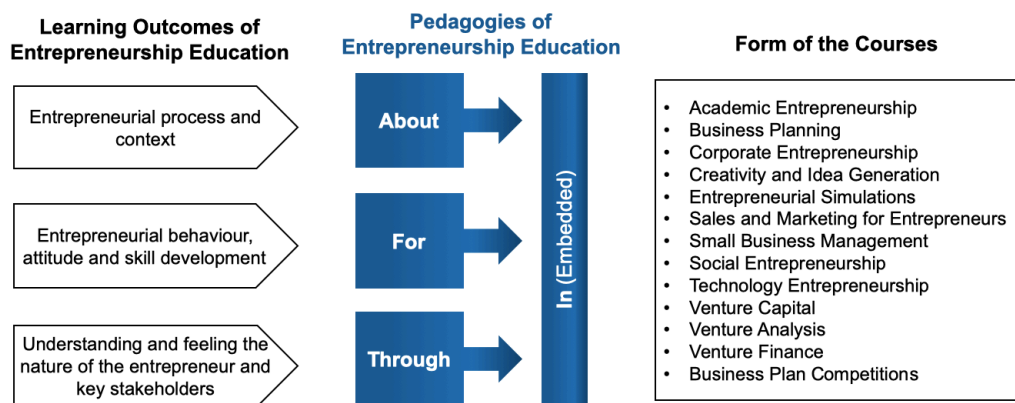 Learning Outcomes of
Entrepreneurship Education
Entrepreneurial process and
context
Entrepreneurial behaviour,
attitude and skill development
Understanding and feeling the
nature of the entrepreneur and
key stakeholders
Pedagogies of
Entrepreneurship Education
About
For
Through
In (Embedded)
Form of the Courses
• Academic Entrepreneurship
• Business Planning
• Corporate Entrepreneurship
• Creativity and Idea Generation
• Entrepreneurial Simulations
• Sales and Marketing for Entrepreneurs
• Small Business Management
• Social Entrepreneurship
• Technology Entrepreneurship
• Venture Capital
• Venture Analysis
• Venture Finance
• Business Plan Competitions